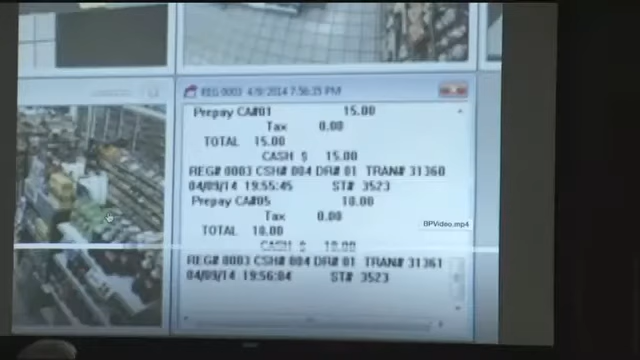 REG 0003 4/9/2014 7:56:35 PM
Prepay CA#01 15.00
Tax 0.00
TOTAL 15.00
CASH $ 15.00
REG# 0003 CSH# 004 DR# 01 TRAN# 31360
04/09/14 19:55:45 ST# 3523
Prepay CA#05 10.00
Tax 0.00
BPVideo.mp4
TOTAL 10.00
CASH $ 10.00
REG# 0003 CSH# 004 DR# 01 TRAN# 31361
04/09/14 19:56:04 ST# 3523